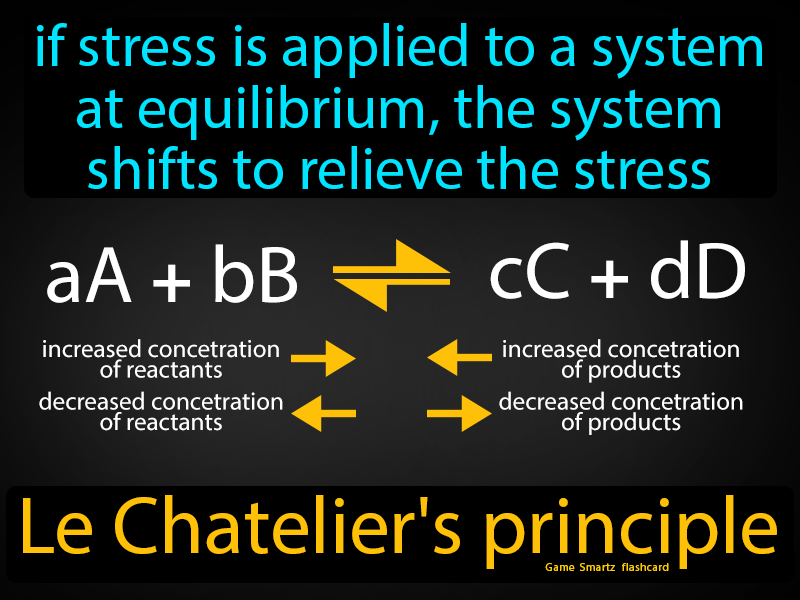 if stress is applied to a system
at equilibrium, the system
shifts to relieve the stress
aA + bB ⇌ cC + dD
increased concetration
of reactants
increased concetration
of products
decreased concetration
of reactants
decreased concetration
of products
Le Chatelier's principle
Game Smartz flashcard